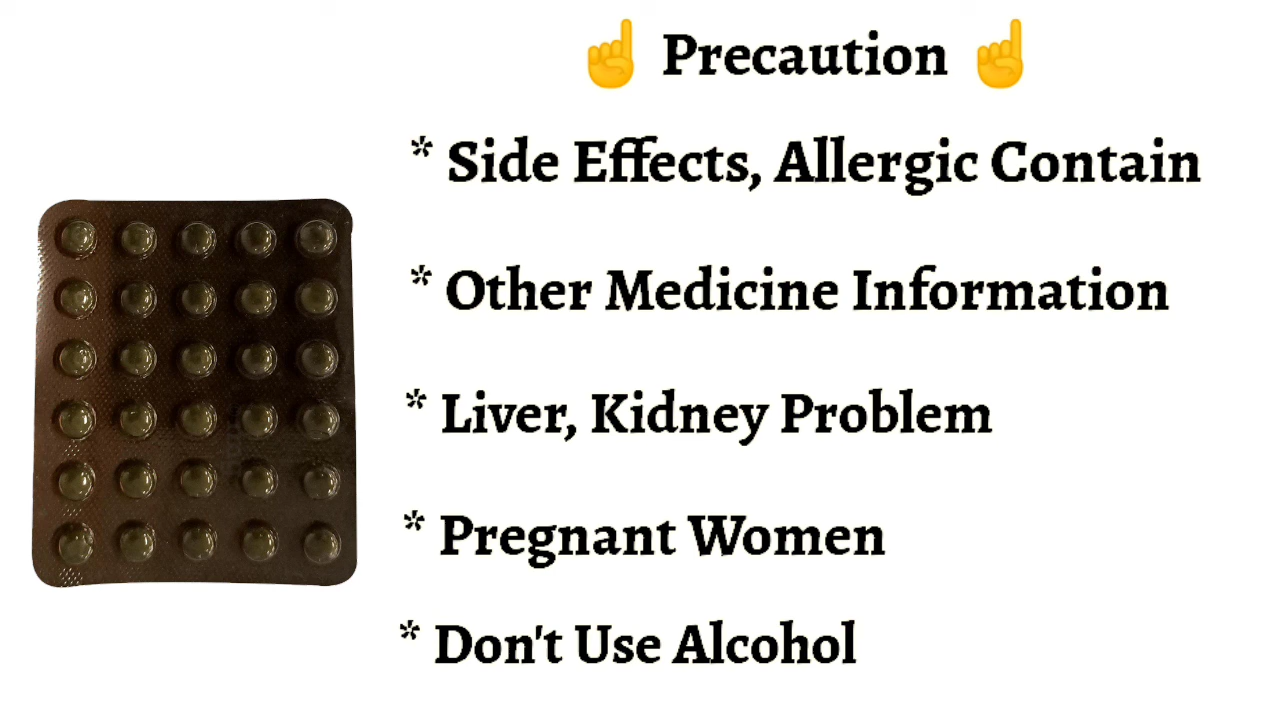 ☝ Precaution ☝
* Side Effects, Allergic Contain
* Other Medicine Information
* Liver, Kidney Problem
* Pregnant Women
* Don't Use Alcohol